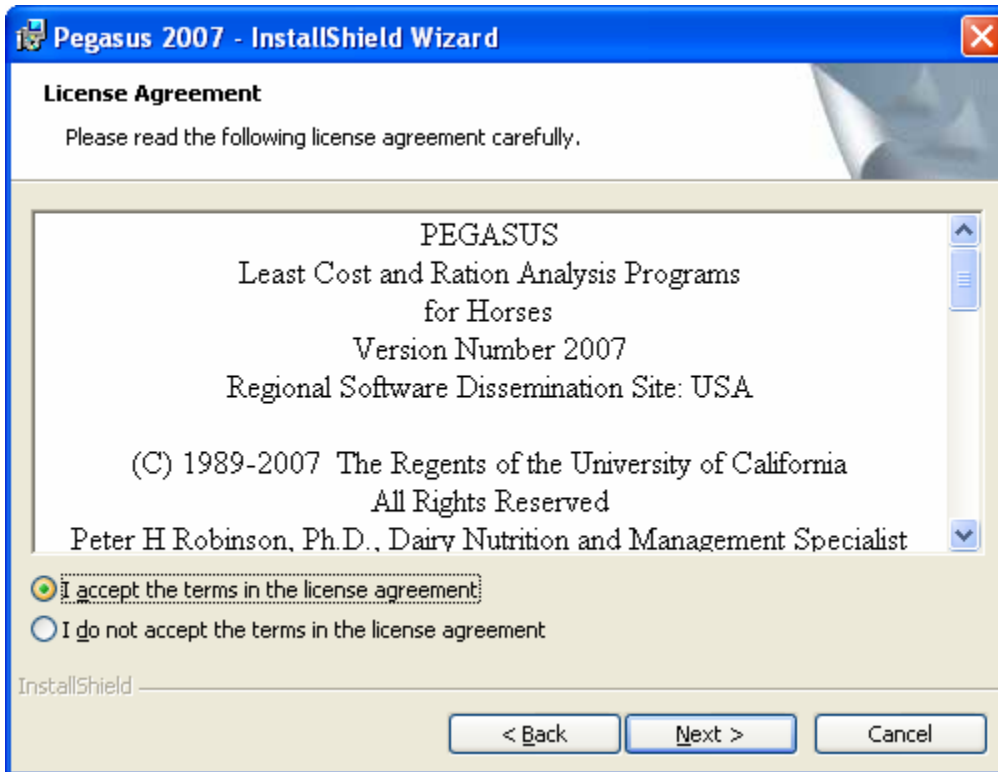 Pegasus 2007 - InstallShield Wizard
License Agreement
Please read the following license agreement carefully.
PEGASUS
Least Cost and Ration Analysis Programs
for Horses
Version Number 2007
Regional Software Dissemination Site: USA
(C) 1989-2007 The Regents of the University of California
All Rights Reserved
Peter H Robinson, Ph.D., Dairy Nutrition and Management Specialist
I accept the terms in the license agreement
I do not accept the terms in the license agreement
InstallShield
< Back Next > Cancel